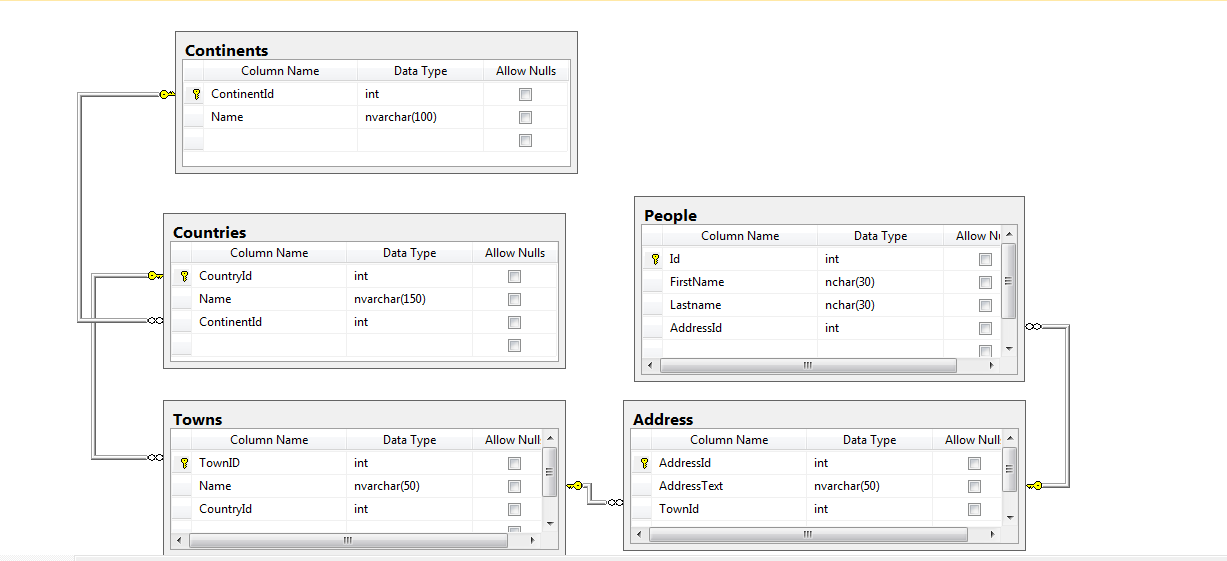 Continents
Column Name Data Type Allow Nulls
ContinentId int
Name nvarchar(100)
Countries
Column Name Data Type Allow Nulls
CountryId int
Name nvarchar(150)
ContinentId int
People
Column Name Data Type Allow Nu
Id int
FirstName nchar(30)
Lastname nchar(30)
AddressId int
Towns
Column Name Data Type Allow Null
TownID int
Name nvarchar(50)
CountryId int
Address
Column Name Data Type Allow Null
AddressId int
AddressText nvarchar(50)
TownId int